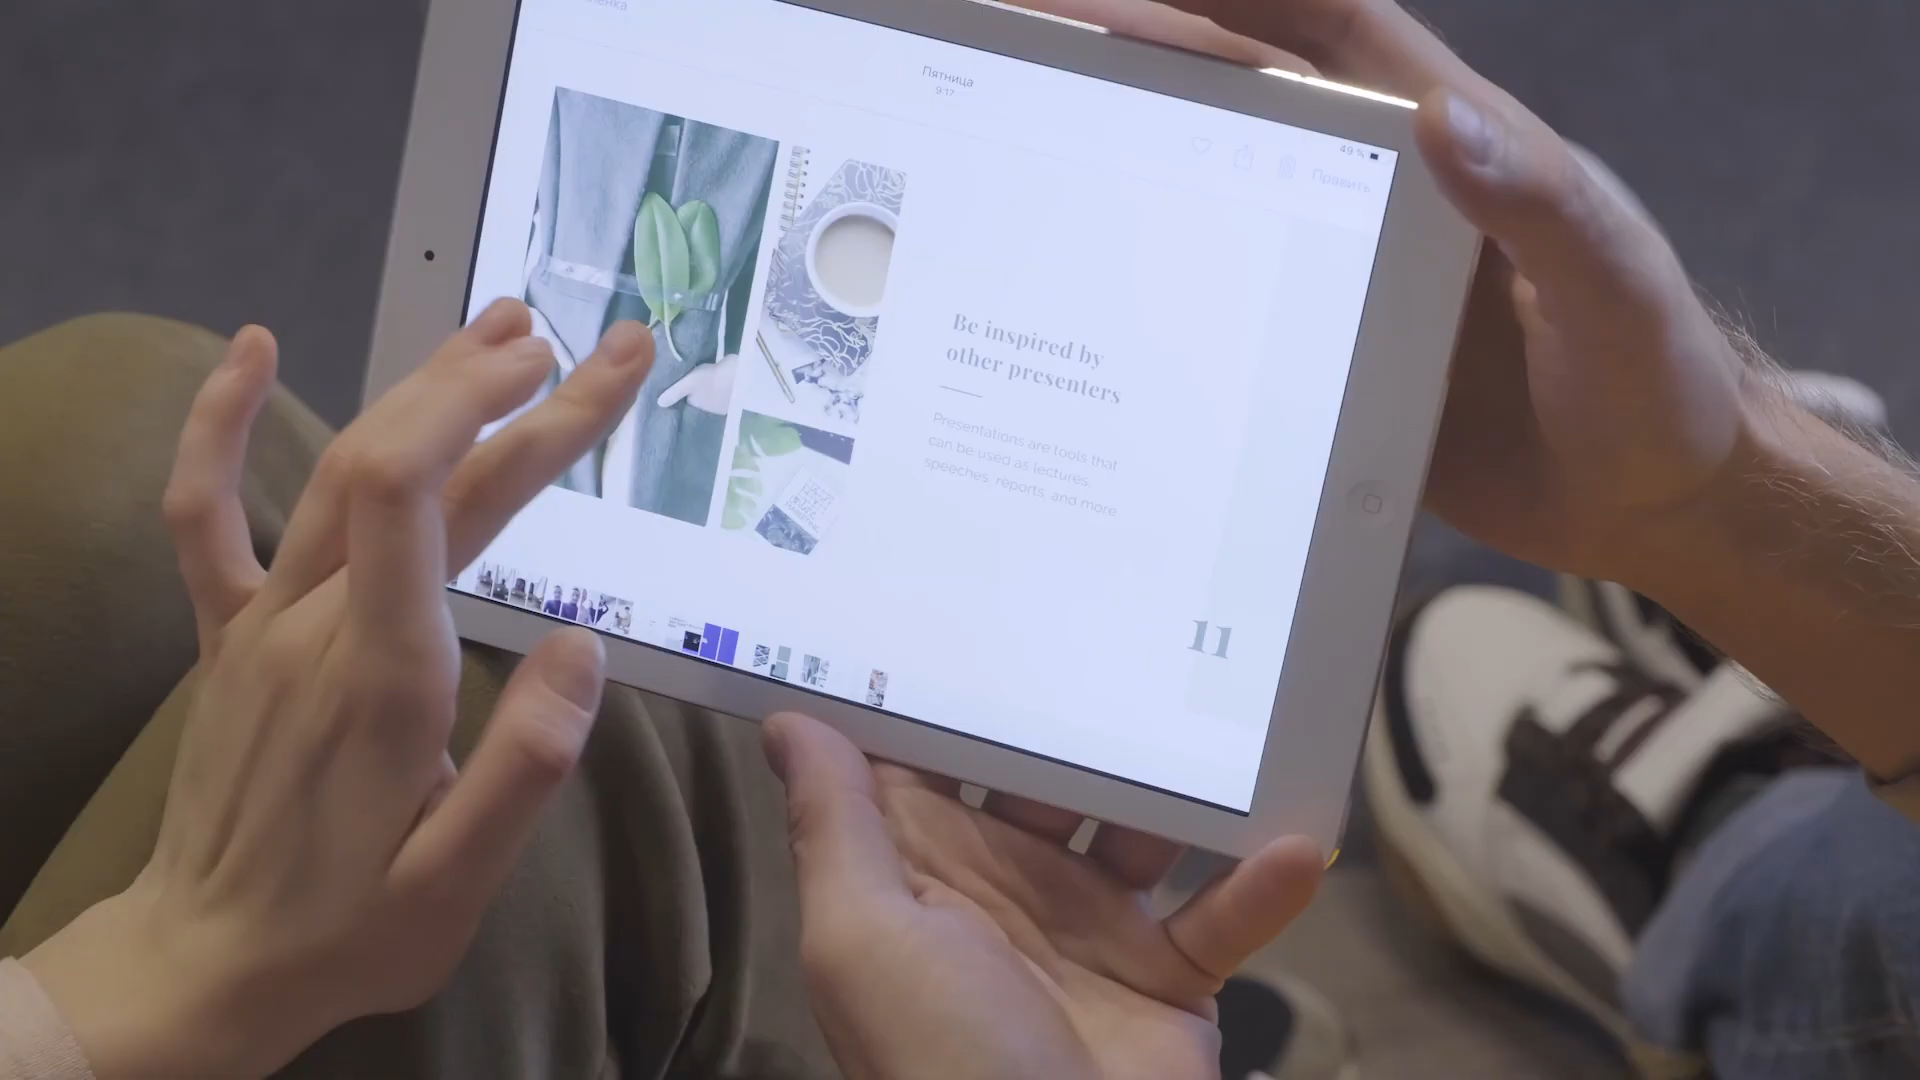 Пятница
9:17
49 %
Править
Be inspired by
other presenters
Presentations are tools that
can be used as lectures,
speeches, reports, and more
11